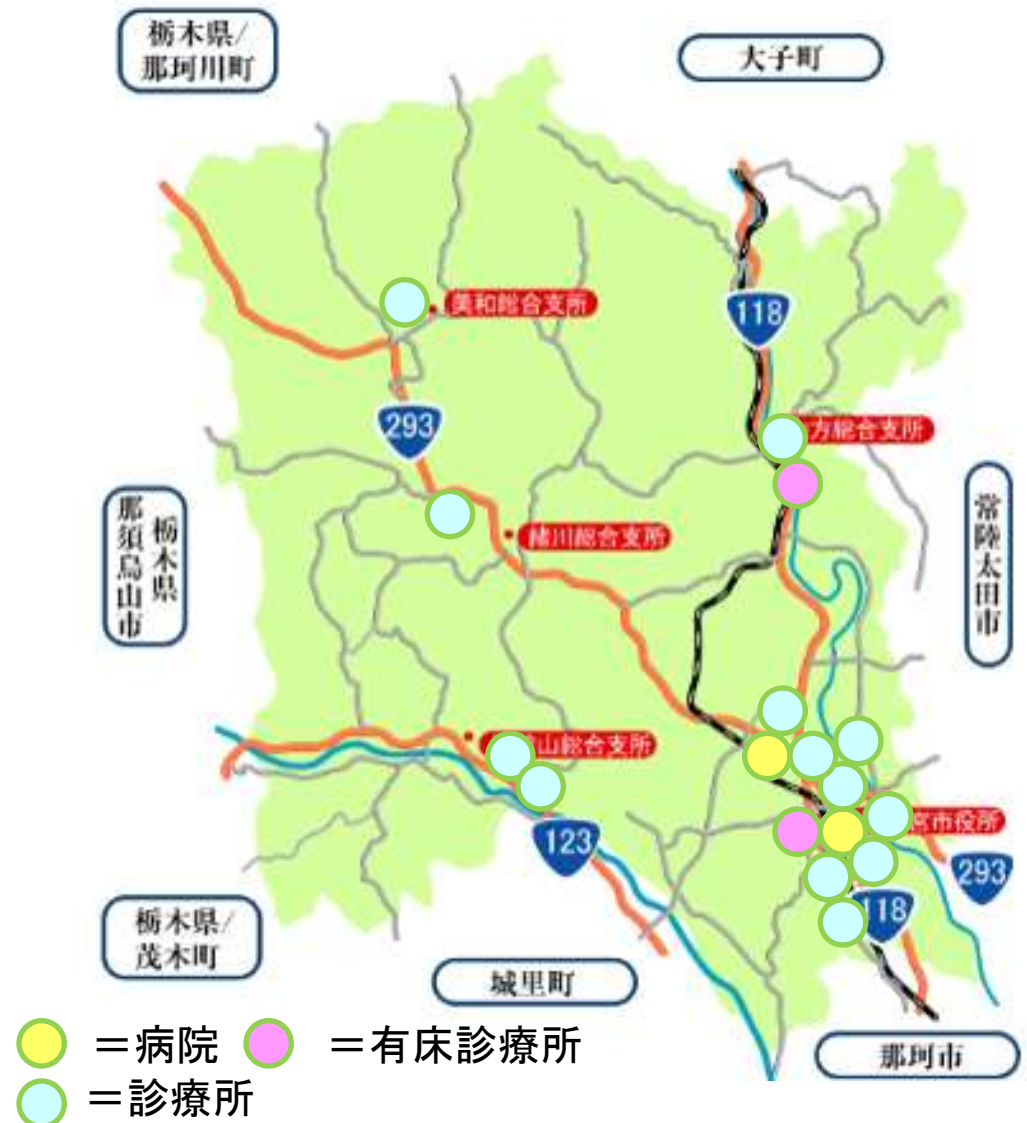 栃木県/
那珂川町
大子町
美和総合支所
118
293
方総合支所
緒川総合支所
栃木県
那須烏山市
常陸太田市
山総合支所
宮市役所
123
293
118
栃木県/
茂木町
城里町
那珂市
＝病院
＝有床診療所
＝診療所